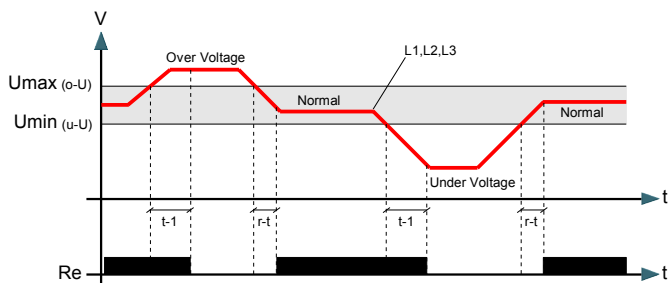 V
Over Voltage
L1,L2,L3
Umax (o-U)
Normal
Normal
Umin (u-U)
Under Voltage
t
t-1
r-t
t-1
r-t
Re
t